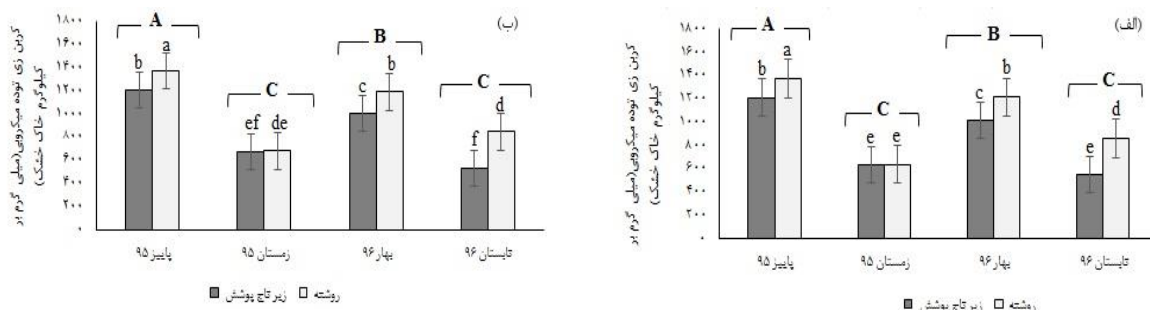 (الف)
کربن زی توده میکروبی(میلی گرم بر
کیلوگرم خاک خشک)
۱۸۰۰
۱۶۰۰
۱۴۰۰
۱۲۰۰
۱۰۰۰
۸۰۰
۶۰۰
۴۰۰
۲۰۰
۰
A
B
C
C
b a
e e
c b
e d
پاییز ۹۵
زمستان ۹۵
بهار ۹۶
تابستان ۹۶
زیر تاج پوشش
روشنه
(ب)
کربن زی توده میکروبی(میلی گرم بر
کیلوگرم خاک خشک)
۱۸۰۰
۱۶۰۰
۱۴۰۰
۱۲۰۰
۱۰۰۰
۸۰۰
۶۰۰
۴۰۰
۲۰۰
۰
A
B
C
C
b a
ef de
c b
f d
پاییز ۹۵
زمستان ۹۵
بهار ۹۶
تابستان ۹۶
زیر تاج پوشش
روشنه